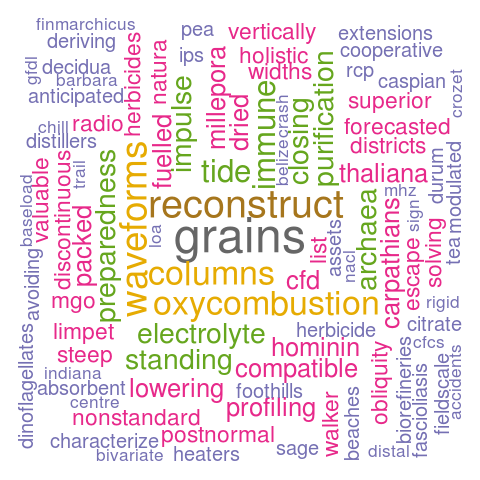 finmarchicus
deriving
pea
vertically
extensions
cooperative
gfdl
decidua
herbicides
natura
ips
holistic
widths
rcp
caspian
crozet
barbara
anticipated
fuelled
impulse
millepora
dried
immune
belizecrash
closing
purification
superior
chill
radio
forecasted
distillers
districts
baseload
valuable
discontinuous
trail
packed
preparedness
waveforms
tide
thaliana
durum
modulated
reconstruct
loa
grains
list
assets
nacl
archaea
mhz
sign
carpathians
escape
solving
tea
avoiding
mgo
columns
cfd
oxycombustion
rigid
limpet
electrolyte
herbicide
citrate
steep
standing
hominin
cfcs
indiana
absorbent
lowering
compatible
foothills
obliquity
biorefineries
fascioliasis
fieldscale
accidents
dinoflagellates
centre
nonstandard
profiling
walker
beaches
characterize
postnormal
bivariate
heaters
sage
distal